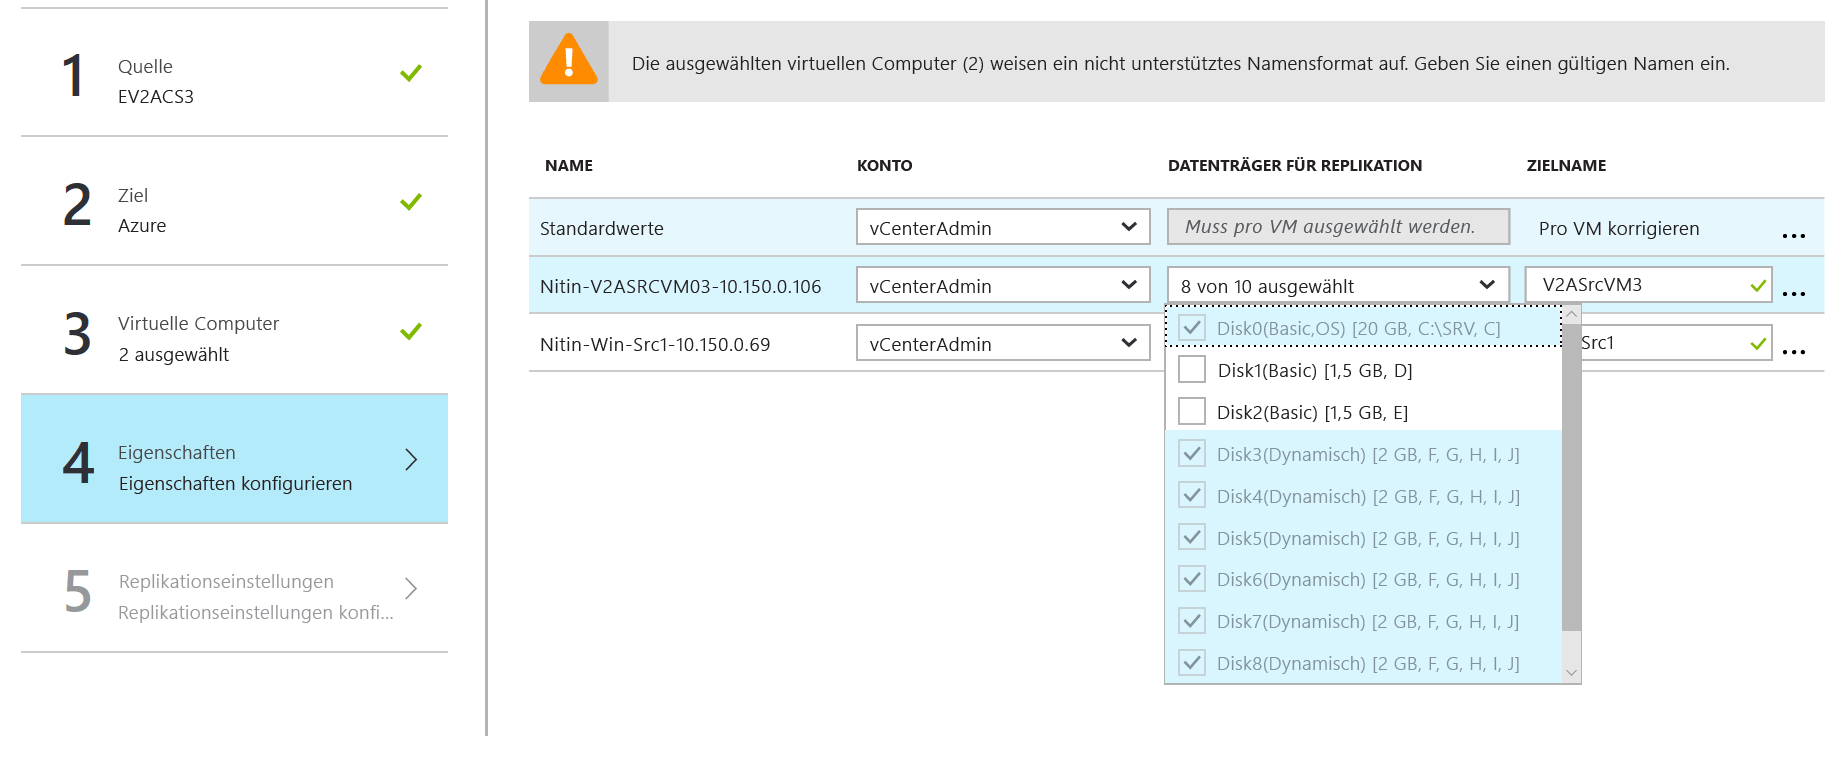 1
Quelle
EV2ACS3
2
Ziel
Azure
3
Virtuelle Computer
2 ausgewählt
4
Eigenschaften
Eigenschaften konfigurieren
5
Replikationseinstellungen
Replikationseinstellungen konfi...
Die ausgewählten virtuellen Computer (2) weisen ein nicht unterstütztes Namensformat auf. Geben Sie einen gültigen Namen ein.
NAME KONTO DATENTRÄGER FÜR REPLIKATION ZIELNAME
Standardwerte vCenterAdmin Muss pro VM ausgewählt werden. Pro VM korrigieren ...
Nitin-V2ASRCVM03-10.150.0.106 vCenterAdmin 8 von 10 ausgewählt V2ASrcVM3 ...
Nitin-Win-Src1-10.150.0.69 vCenterAdmin Src1 ...
Disk0(Basic,OS) [20 GB, C:\SRV, C]
Disk1(Basic) [1,5 GB, D]
Disk2(Basic) [1,5 GB, E]
Disk3(Dynamisch) [2 GB, F, G, H, I, J]
Disk4(Dynamisch) [2 GB, F, G, H, I, J]
Disk5(Dynamisch) [2 GB, F, G, H, I, J]
Disk6(Dynamisch) [2 GB, F, G, H, I, J]
Disk7(Dynamisch) [2 GB, F, G, H, I, J]
Disk8(Dynamisch) [2 GB, F, G, H, I, J]